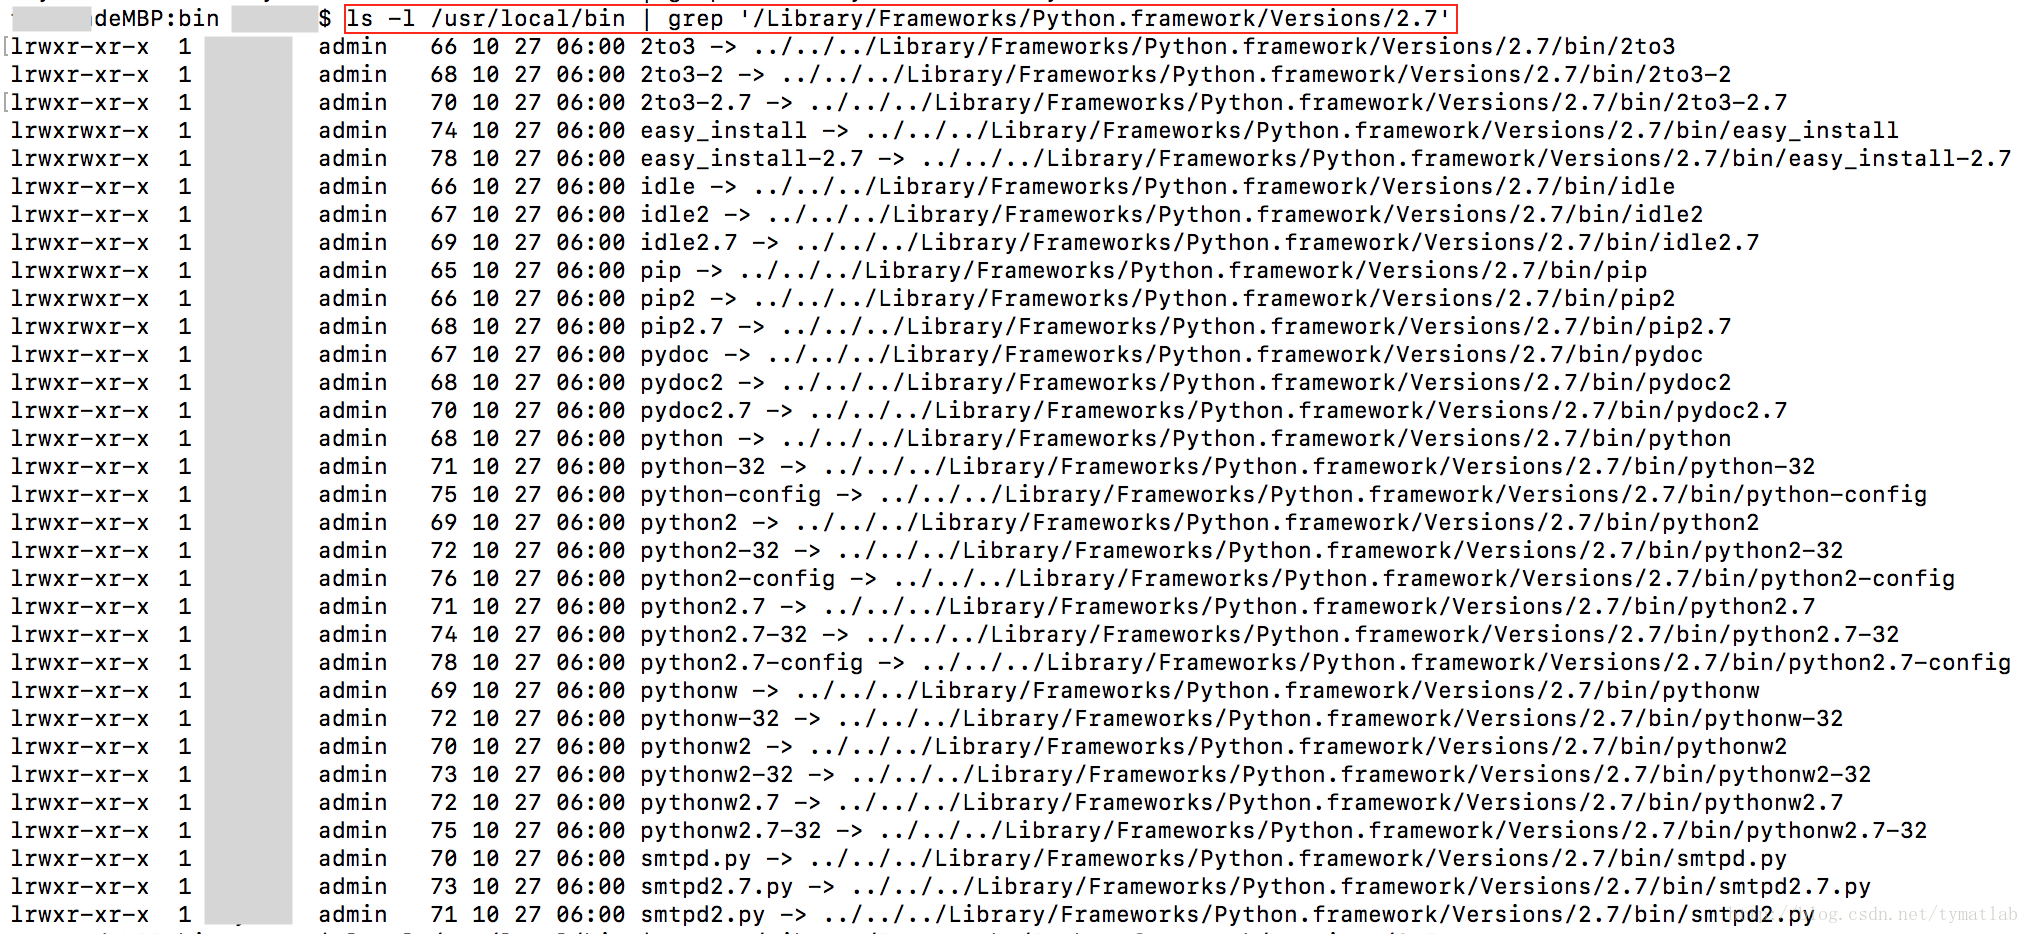 deMBP:bin $ ls -l /usr/local/bin | grep '/Library/Frameworks/Python.framework/Versions/2.7'
lrwxr-xr-x 1 admin 66 10 27 06:00 2to3 -> ../../../Library/Frameworks/Python.framework/Versions/2.7/bin/2to3
lrwxr-xr-x 1 admin 68 10 27 06:00 2to3-2 -> ../../../Library/Frameworks/Python.framework/Versions/2.7/bin/2to3-2
lrwxr-xr-x 1 admin 70 10 27 06:00 2to3-2.7 -> ../../../Library/Frameworks/Python.framework/Versions/2.7/bin/2to3-2.7
lrwxrwxr-x 1 admin 74 10 27 06:00 easy_install -> ../../../Library/Frameworks/Python.framework/Versions/2.7/bin/easy_install
lrwxrwxr-x 1 admin 78 10 27 06:00 easy_install-2.7 -> ../../../Library/Frameworks/Python.framework/Versions/2.7/bin/easy_install-2.7
lrwxr-xr-x 1 admin 66 10 27 06:00 idle -> ../../../Library/Frameworks/Python.framework/Versions/2.7/bin/idle
lrwxr-xr-x 1 admin 67 10 27 06:00 idle2 -> ../../../Library/Frameworks/Python.framework/Versions/2.7/bin/idle2
lrwxr-xr-x 1 admin 69 10 27 06:00 idle2.7 -> ../../../Library/Frameworks/Python.framework/Versions/2.7/bin/idle2.7
lrwxrwxr-x 1 admin 65 10 27 06:00 pip -> ../../../Library/Frameworks/Python.framework/Versions/2.7/bin/pip
lrwxrwxr-x 1 admin 66 10 27 06:00 pip2 -> ../../../Library/Frameworks/Python.framework/Versions/2.7/bin/pip2
lrwxrwxr-x 1 admin 68 10 27 06:00 pip2.7 -> ../../../Library/Frameworks/Python.framework/Versions/2.7/bin/pip2.7
lrwxr-xr-x 1 admin 67 10 27 06:00 pydoc -> ../../../Library/Frameworks/Python.framework/Versions/2.7/bin/pydoc
lrwxr-xr-x 1 admin 68 10 27 06:00 pydoc2 -> ../../../Library/Frameworks/Python.framework/Versions/2.7/bin/pydoc2
lrwxr-xr-x 1 admin 70 10 27 06:00 pydoc2.7 -> ../../../Library/Frameworks/Python.framework/Versions/2.7/bin/pydoc2.7
lrwxr-xr-x 1 admin 68 10 27 06:00 python -> ../../../Library/Frameworks/Python.framework/Versions/2.7/bin/python
lrwxr-xr-x 1 admin 71 10 27 06:00 python-32 -> ../../../Library/Frameworks/Python.framework/Versions/2.7/bin/python-32
lrwxr-xr-x 1 admin 75 10 27 06:00 python-config -> ../../../Library/Frameworks/Python.framework/Versions/2.7/bin/python-config
lrwxr-xr-x 1 admin 69 10 27 06:00 python2 -> ../../../Library/Frameworks/Python.framework/Versions/2.7/bin/python2
lrwxr-xr-x 1 admin 72 10 27 06:00 python2-32 -> ../../../Library/Frameworks/Python.framework/Versions/2.7/bin/python2-32
lrwxr-xr-x 1 admin 76 10 27 06:00 python2-config -> ../../../Library/Frameworks/Python.framework/Versions/2.7/bin/python2-config
lrwxr-xr-x 1 admin 71 10 27 06:00 python2.7 -> ../../../Library/Frameworks/Python.framework/Versions/2.7/bin/python2.7
lrwxr-xr-x 1 admin 74 10 27 06:00 python2.7-32 -> ../../../Library/Frameworks/Python.framework/Versions/2.7/bin/python2.7-32
lrwxr-xr-x 1 admin 78 10 27 06:00 python2.7-config -> ../../../Library/Frameworks/Python.framework/Versions/2.7/bin/python2.7-config
lrwxr-xr-x 1 admin 69 10 27 06:00 pythonw -> ../../../Library/Frameworks/Python.framework/Versions/2.7/bin/pythonw
lrwxr-xr-x 1 admin 72 10 27 06:00 pythonw-32 -> ../../../Library/Frameworks/Python.framework/Versions/2.7/bin/pythonw-32
lrwxr-xr-x 1 admin 70 10 27 06:00 pythonw2 -> ../../../Library/Frameworks/Python.framework/Versions/2.7/bin/pythonw2
lrwxr-xr-x 1 admin 73 10 27 06:00 pythonw2-32 -> ../../../Library/Frameworks/Python.framework/Versions/2.7/bin/pythonw2-32
lrwxr-xr-x 1 admin 72 10 27 06:00 pythonw2.7 -> ../../../Library/Frameworks/Python.framework/Versions/2.7/bin/pythonw2.7
lrwxr-xr-x 1 admin 75 10 27 06:00 pythonw2.7-32 -> ../../../Library/Frameworks/Python.framework/Versions/2.7/bin/pythonw2.7-32
lrwxr-xr-x 1 admin 70 10 27 06:00 smtpd.py -> ../../../Library/Frameworks/Python.framework/Versions/2.7/bin/smtpd.py
lrwxr-xr-x 1 admin 73 10 27 06:00 smtpd2.7.py -> ../../../Library/Frameworks/Python.framework/Versions/2.7/bin/smtpd2.7.py
lrwxr-xr-x 1 admin 71 10 27 06:00 smtpd2.py -> ../../../Library/Frameworks/Python.framework/Versions/2.7/bin/smtpd2.py
http://blog.csdn.net/tymatlab